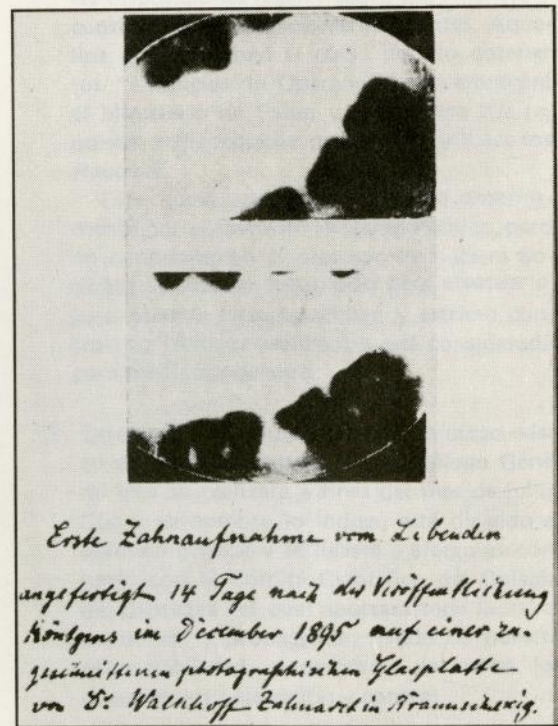 Erste Zahnaufnahme vom Lebenden
angefertigt 14 Tage nach der Veröffentlichung
Röntgens im December 1895 auf einer zu-
geschnittenen photographischen Glasplatte
von Dr Walkhoff Zahnarzt in Braunschweig.